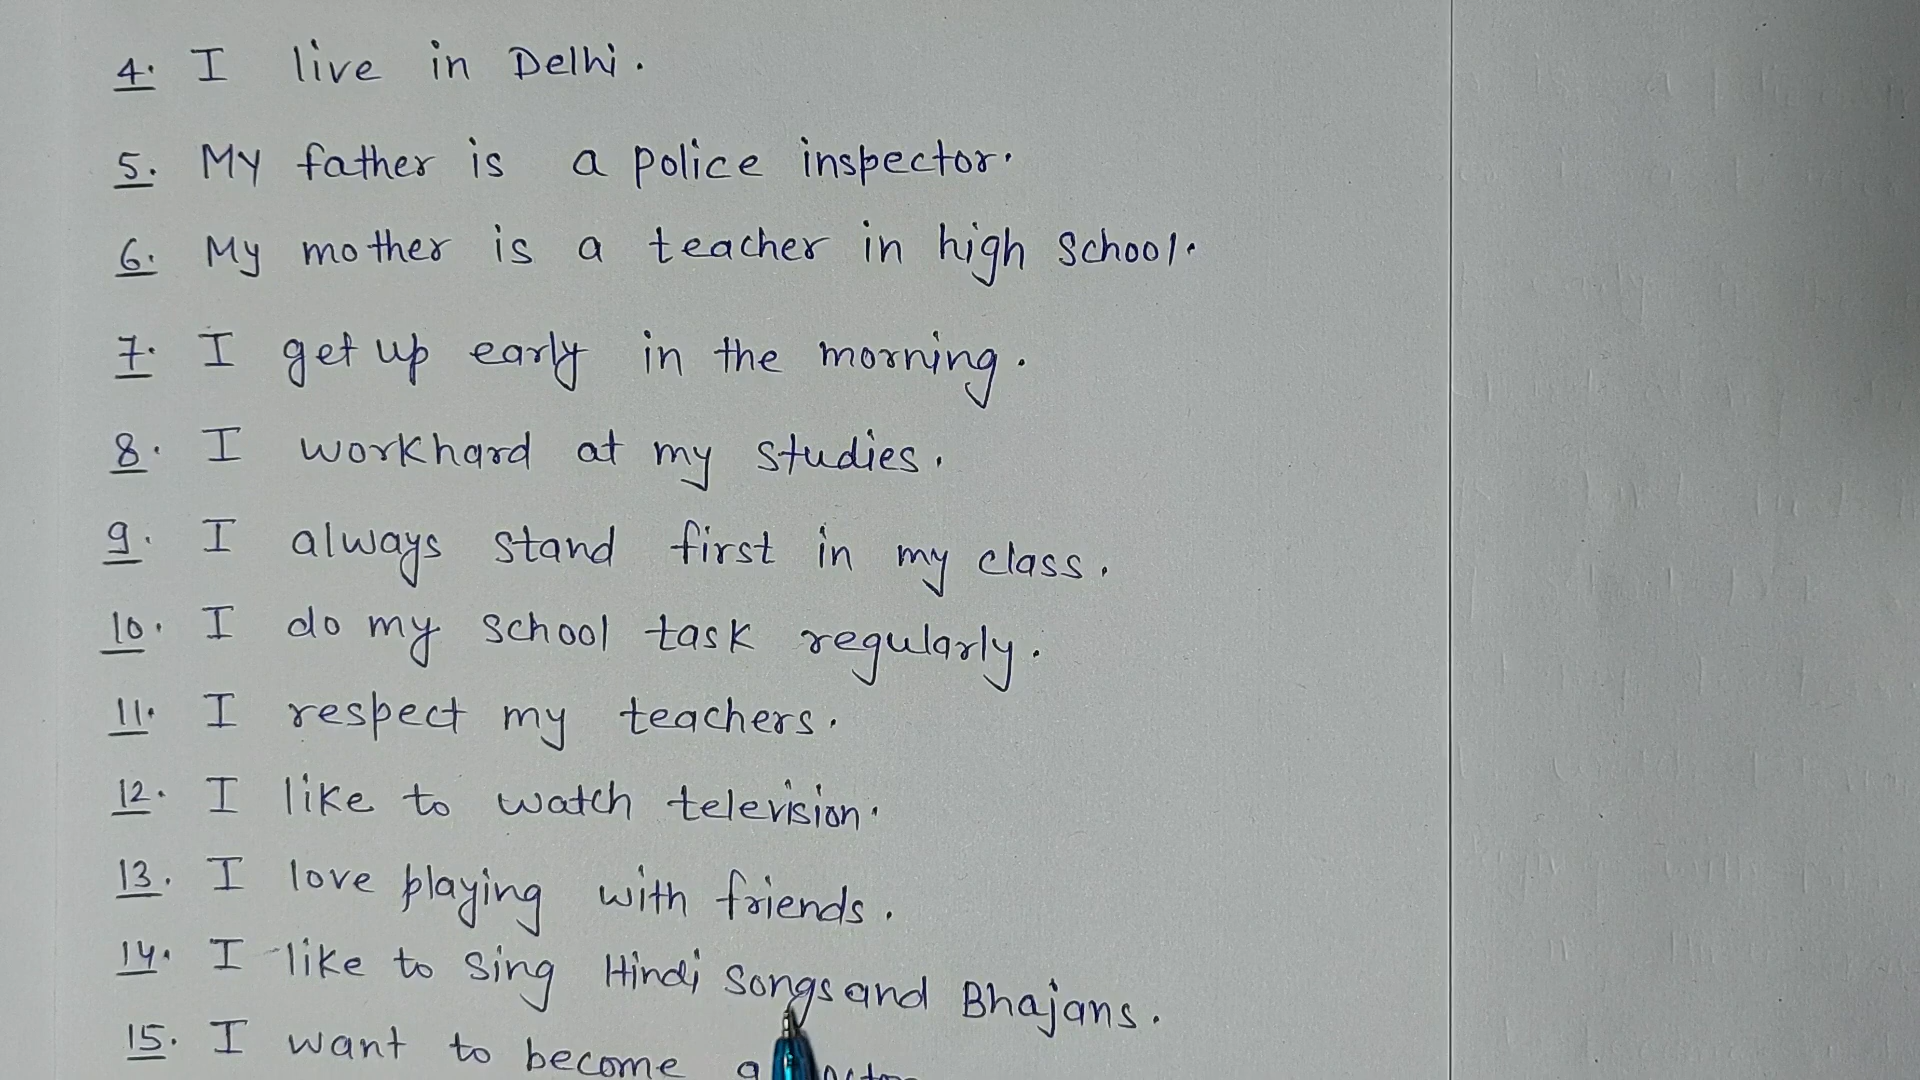 4. I live in Delhi.
5. My father is a police inspector.
6. My mother is a teacher in high school.
7. I get up early in the morning.
8. I workhard at my studies.
9. I always stand first in my class.
10. I do my school task regularly.
11. I respect my teachers.
12. I like to watch television.
13. I love playing with friends.
14. I like to sing Hindi songs and Bhajans.
15. I want to become a